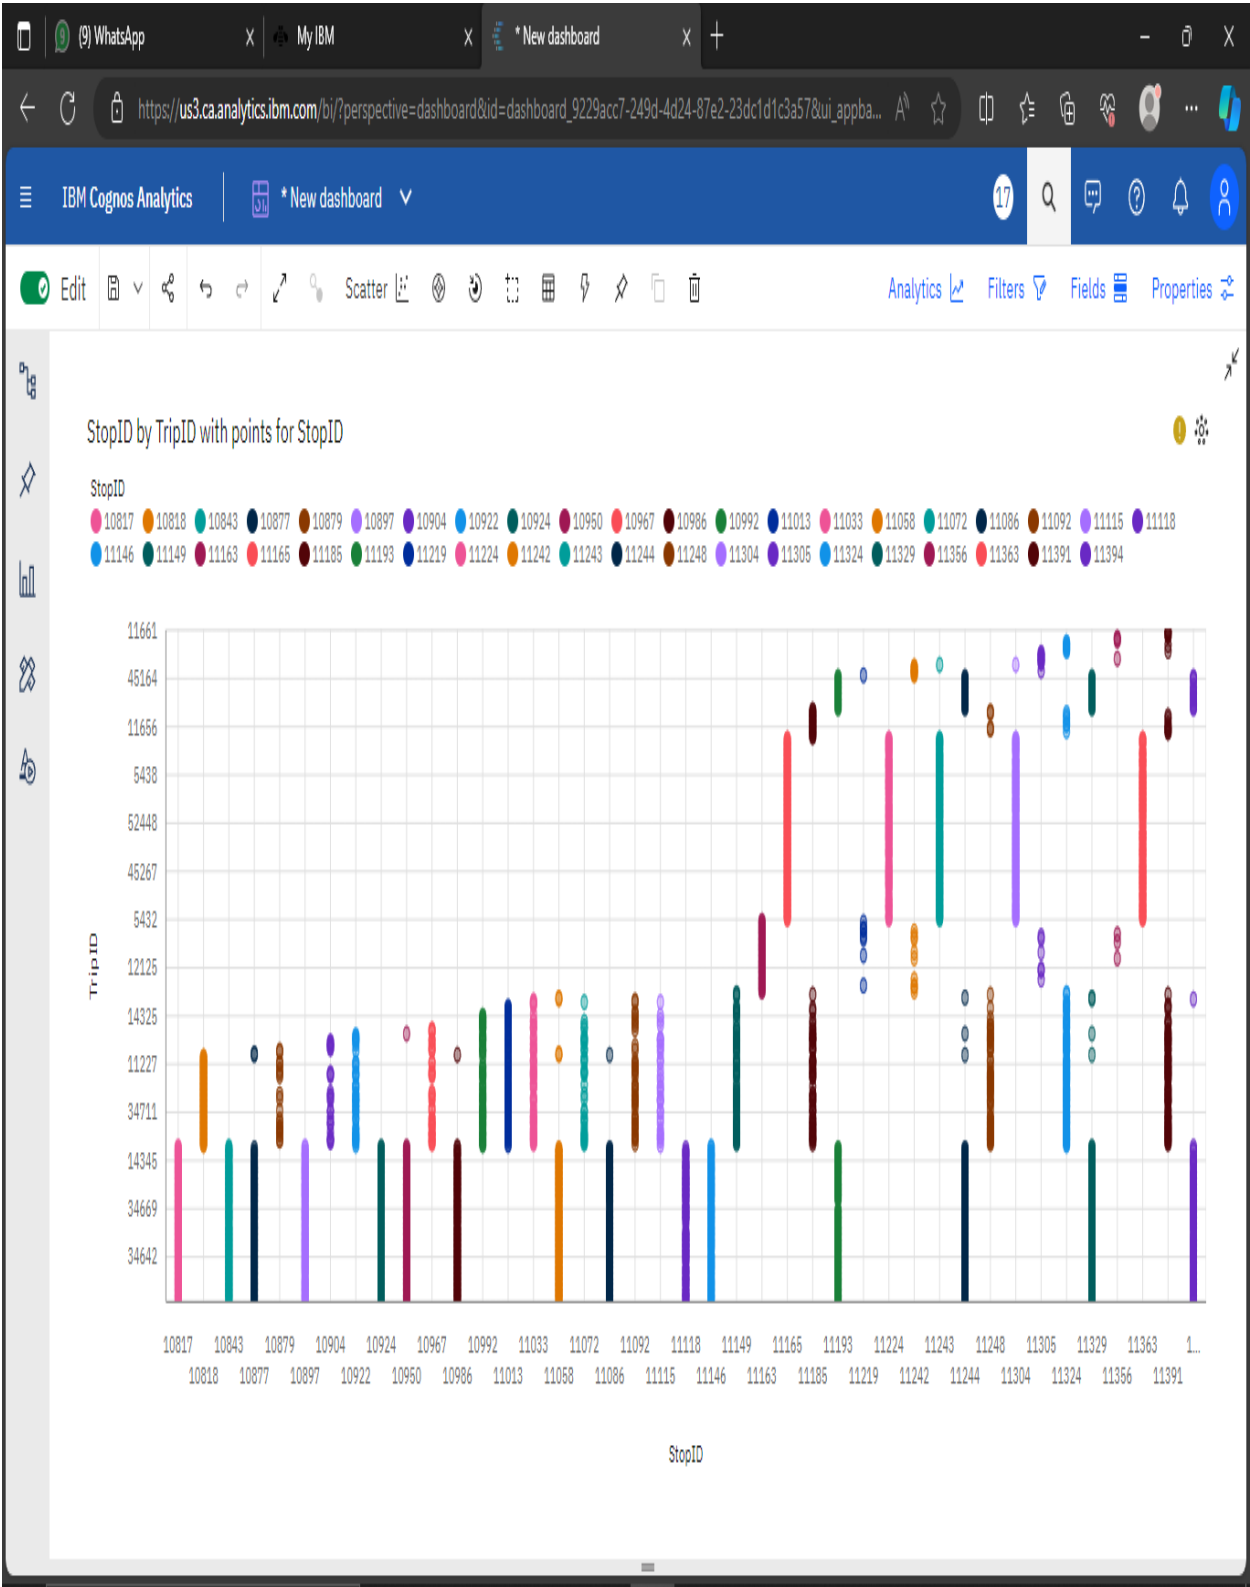 9 (9) WhatsApp My IBM * New dashboard
https://us3.ca.analytics.ibm.com/bi/?perspective=dashboard&id=dashboard_9229acc7-249d-4d24-87e2-23dc1d1c3a57&ui_appba...
IBM Cognos Analytics * New dashboard 17
Edit Scatter Analytics Filters Fields Properties
StopID by TripID with points for StopID
StopID
10817 10818 10843 10877 10879 10897 10904 10922 10924 10950 10967 10986 10992 11013 11033 11058 11072 11086 11092 11115 11118
11146 11149 11163 11165 11185 11193 11219 11224 11242 11243 11244 11248 11304 11305 11324 11329 11356 11363 11391 11394
11661
45164
11656
5438
52448
45267
5432
12125
14325
11227
34711
14345
34669
34642
TripID
10817 10843 10879 10904 10924 10967 10992 11033 11072 11092 11118 11149 11165 11193 11224 11243 11248 11305 11329 11363 1...
10818 10877 10897 10922 10950 10986 11013 11058 11086 11115 11146 11163 11185 11219 11242 11244 11304 11324 11356 11391
StopID